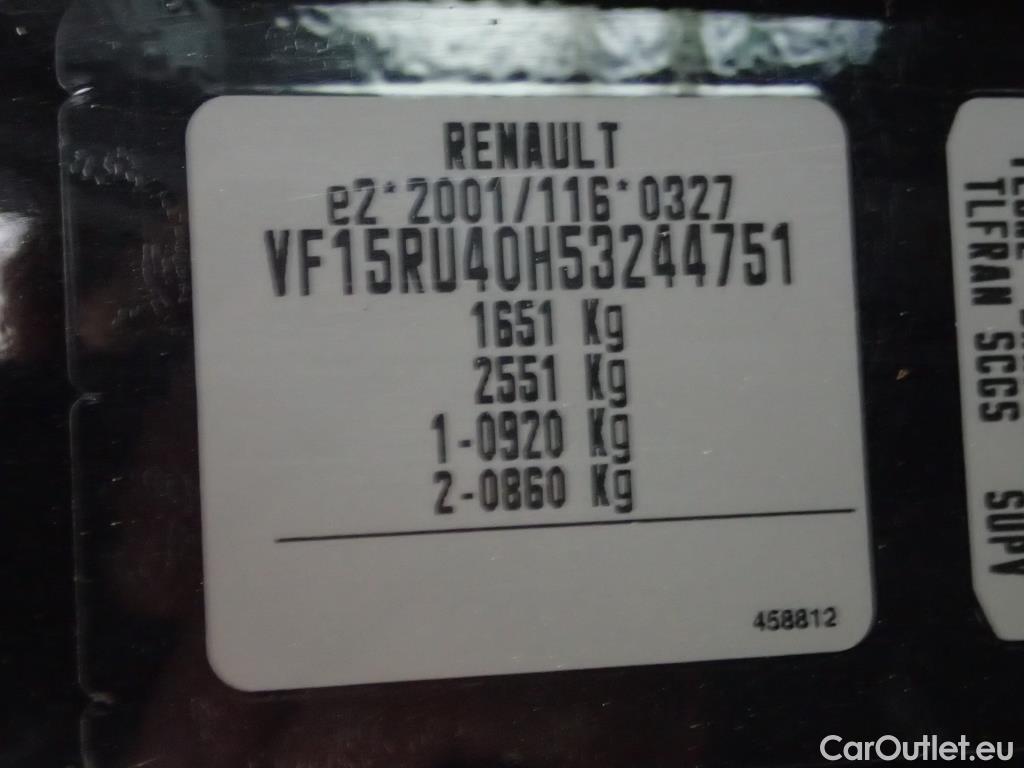 RENAULT
e2*2001/116*0327
VF15RU40H53244751
1651 Kg
2551 Kg
1-0920 Kg
2-0860 Kg
458812
TLFRAN SCGS SUPV
CarOutlet.eu